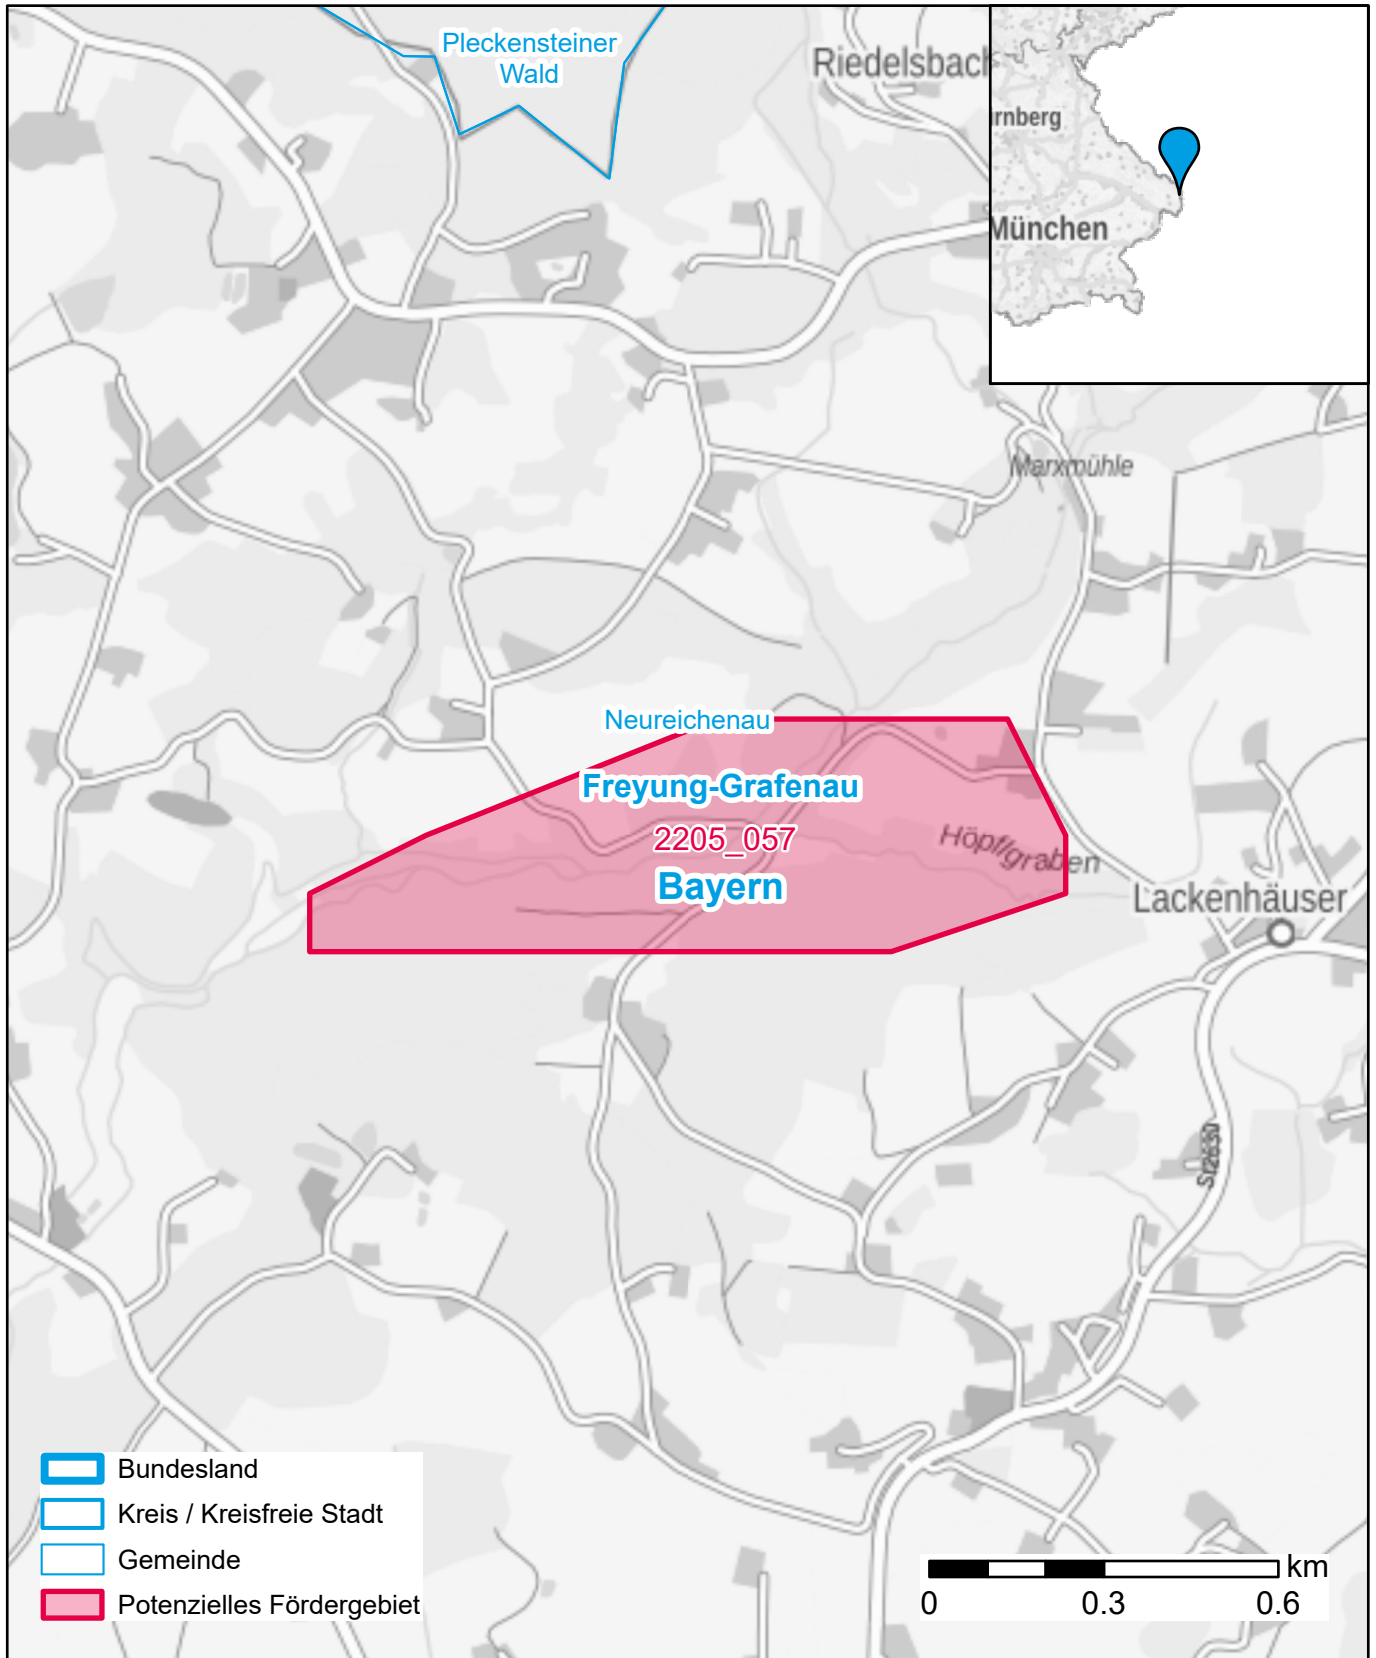 Pleckensteiner
Wald
Riedelsbach
irnberg
München
Marxmühle
Neureichenau
Freyung-Grafenau
2205_057
Bayern
Höpflgraben
Lackenhäuser
St2630
Bundesland
Kreis / Kreisfreie Stadt
Gemeinde
Potenzielles Fördergebiet
km
0 0.3 0.6